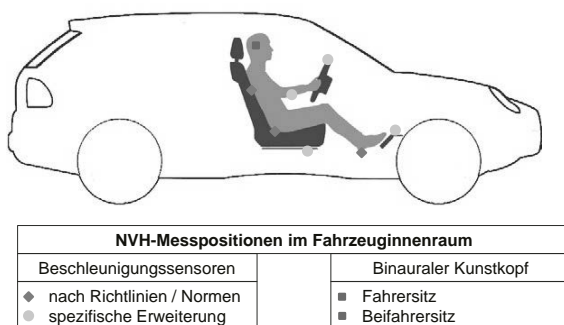 NVH-Messpositionen im Fahrzeuginnenraum
Beschleunigungssensoren Binauraler Kunstkopf
nach Richtlinien / Normen Fahrersitz
spezifische Erweiterung Beifahrersitz